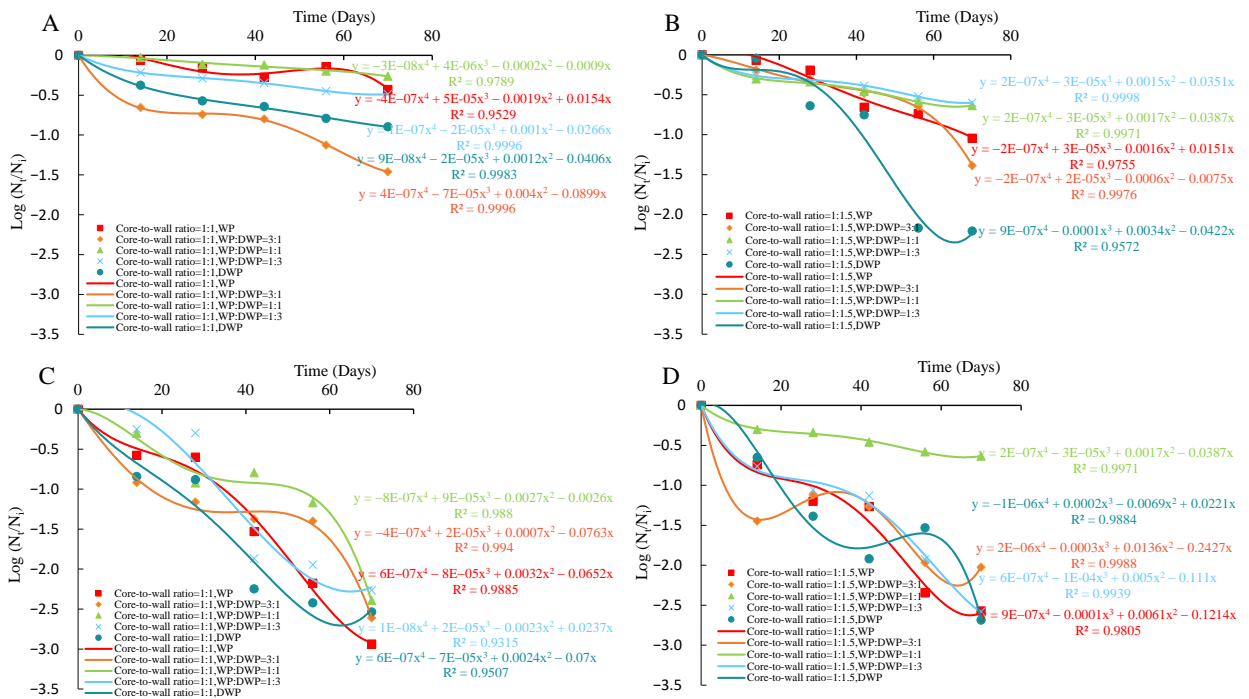 A
Time (Days)
0 20 40 60 80
0
−0.5
−1.0
−1.5
−2.0
−2.5
−3.0
−3.5
Log (Nt/Ni)
y = -3E-08x⁴ + 4E-06x³ − 0.0002x² − 0.0009x
R² = 0.9789
y = -4E-07x⁴ + 5E-05x³ − 0.0019x² + 0.0154x
R² = 0.9529
y = 1E-07x⁴ − 2E-05x³ + 0.001x² − 0.0266x
R² = 0.9996
y = 9E-08x⁴ − 2E-05x³ + 0.0012x² − 0.0406x
R² = 0.9983
y = 4E-07x⁴ − 7E-05x³ + 0.004x² − 0.0899x
R² = 0.9996
Core-to-wall ratio=1:1,WP
Core-to-wall ratio=1:1,WP:DWP=3:1
Core-to-wall ratio=1:1,WP:DWP=1:1
Core-to-wall ratio=1:1,WP:DWP=1:3
Core-to-wall ratio=1:1,DWP
Core-to-wall ratio=1:1,WP
Core-to-wall ratio=1:1,WP:DWP=3:1
Core-to-wall ratio=1:1,WP:DWP=1:1
Core-to-wall ratio=1:1,WP:DWP=1:3
Core-to-wall ratio=1:1,DWP
B
Time (Days)
0 20 40 60 80
0
−0.5
−1.0
−1.5
−2.0
−2.5
−3.0
−3.5
Log (Nt/Ni)
y = 2E-07x⁴ − 3E-05x³ + 0.0015x² − 0.0351x
R² = 0.9998
y = 2E-07x⁴ − 3E-05x³ + 0.0017x² − 0.0387x
R² = 0.9971
y = -2E-07x⁴ + 3E-05x³ − 0.0016x² + 0.0151x
R² = 0.9755
y = -2E-07x⁴ + 2E-05x³ − 0.0006x² − 0.0075x
R² = 0.9976
y = 9E-07x⁴ − 0.0001x³ + 0.0034x² − 0.0422x
R² = 0.9572
Core-to-wall ratio=1:1.5,WP
Core-to-wall ratio=1:1.5,WP:DWP=3:1
Core-to-wall ratio=1:1.5,WP:DWP=1:1
Core-to-wall ratio=1:1.5,WP:DWP=1:3
Core-to-wall ratio=1:1.5,DWP
Core-to-wall ratio=1:1.5,WP
Core-to-wall ratio=1:1.5,WP:DWP=3:1
Core-to-wall ratio=1:1.5,WP:DWP=1:1
Core-to-wall ratio=1:1.5,WP:DWP=1:3
Core-to-wall ratio=1:1.5,DWP
C
Time (Days)
0 20 40 60 80
0
−0.5
−1.0
−1.5
−2.0
−2.5
−3.0
−3.5
Log (Nt/Ni)
y = -8E-07x⁴ + 9E-05x³ − 0.0027x² − 0.0026x
R² = 0.988
y = -4E-07x⁴ + 2E-05x³ + 0.0007x² − 0.0763x
R² = 0.994
y = 6E-07x⁴ − 8E-05x³ + 0.0032x² − 0.0652x
R² = 0.9885
y = 1E-08x⁴ + 2E-05x³ − 0.0023x² + 0.0237x
R² = 0.9315
y = 6E-07x⁴ − 7E-05x³ + 0.0024x² − 0.07x
R² = 0.9507
Core-to-wall ratio=1:1,WP
Core-to-wall ratio=1:1,WP:DWP=3:1
Core-to-wall ratio=1:1,WP:DWP=1:1
Core-to-wall ratio=1:1,WP:DWP=1:3
Core-to-wall ratio=1:1,DWP
Core-to-wall ratio=1:1,WP
Core-to-wall ratio=1:1,WP:DWP=3:1
Core-to-wall ratio=1:1,WP:DWP=1:1
Core-to-wall ratio=1:1,WP:DWP=1:3
Core-to-wall ratio=1:1,DWP
D
Time (Days)
0 20 40 60 80
0
−0.5
−1.0
−1.5
−2.0
−2.5
−3.0
−3.5
Log (Nt/Ni)
y = 2E-07x⁴ − 3E-05x³ + 0.0017x² − 0.0387x
R² = 0.9971
y = -1E-06x⁴ + 0.0002x³ − 0.0069x² + 0.0221x
R² = 0.9884
y = 2E-06x⁴ − 0.0003x³ + 0.0136x² − 0.2427x
R² = 0.9988
y = 6E-07x⁴ − 1E-04x³ + 0.005x² − 0.111x
R² = 0.9939
y = 9E-07x⁴ − 0.0001x³ + 0.0061x² − 0.1214x
R² = 0.9805
Core-to-wall ratio=1:1.5,WP
Core-to-wall ratio=1:1.5,WP:DWP=3:1
Core-to-wall ratio=1:1.5,WP:DWP=1:1
Core-to-wall ratio=1:1.5,WP:DWP=1:3
Core-to-wall ratio=1:1.5,DWP
Core-to-wall ratio=1:1.5,WP
Core-to-wall ratio=1:1.5,WP:DWP=3:1
Core-to-wall ratio=1:1.5,WP:DWP=1:1
Core-to-wall ratio=1:1.5,WP:DWP=1:3
Core-to-wall ratio=1:1.5,DWP